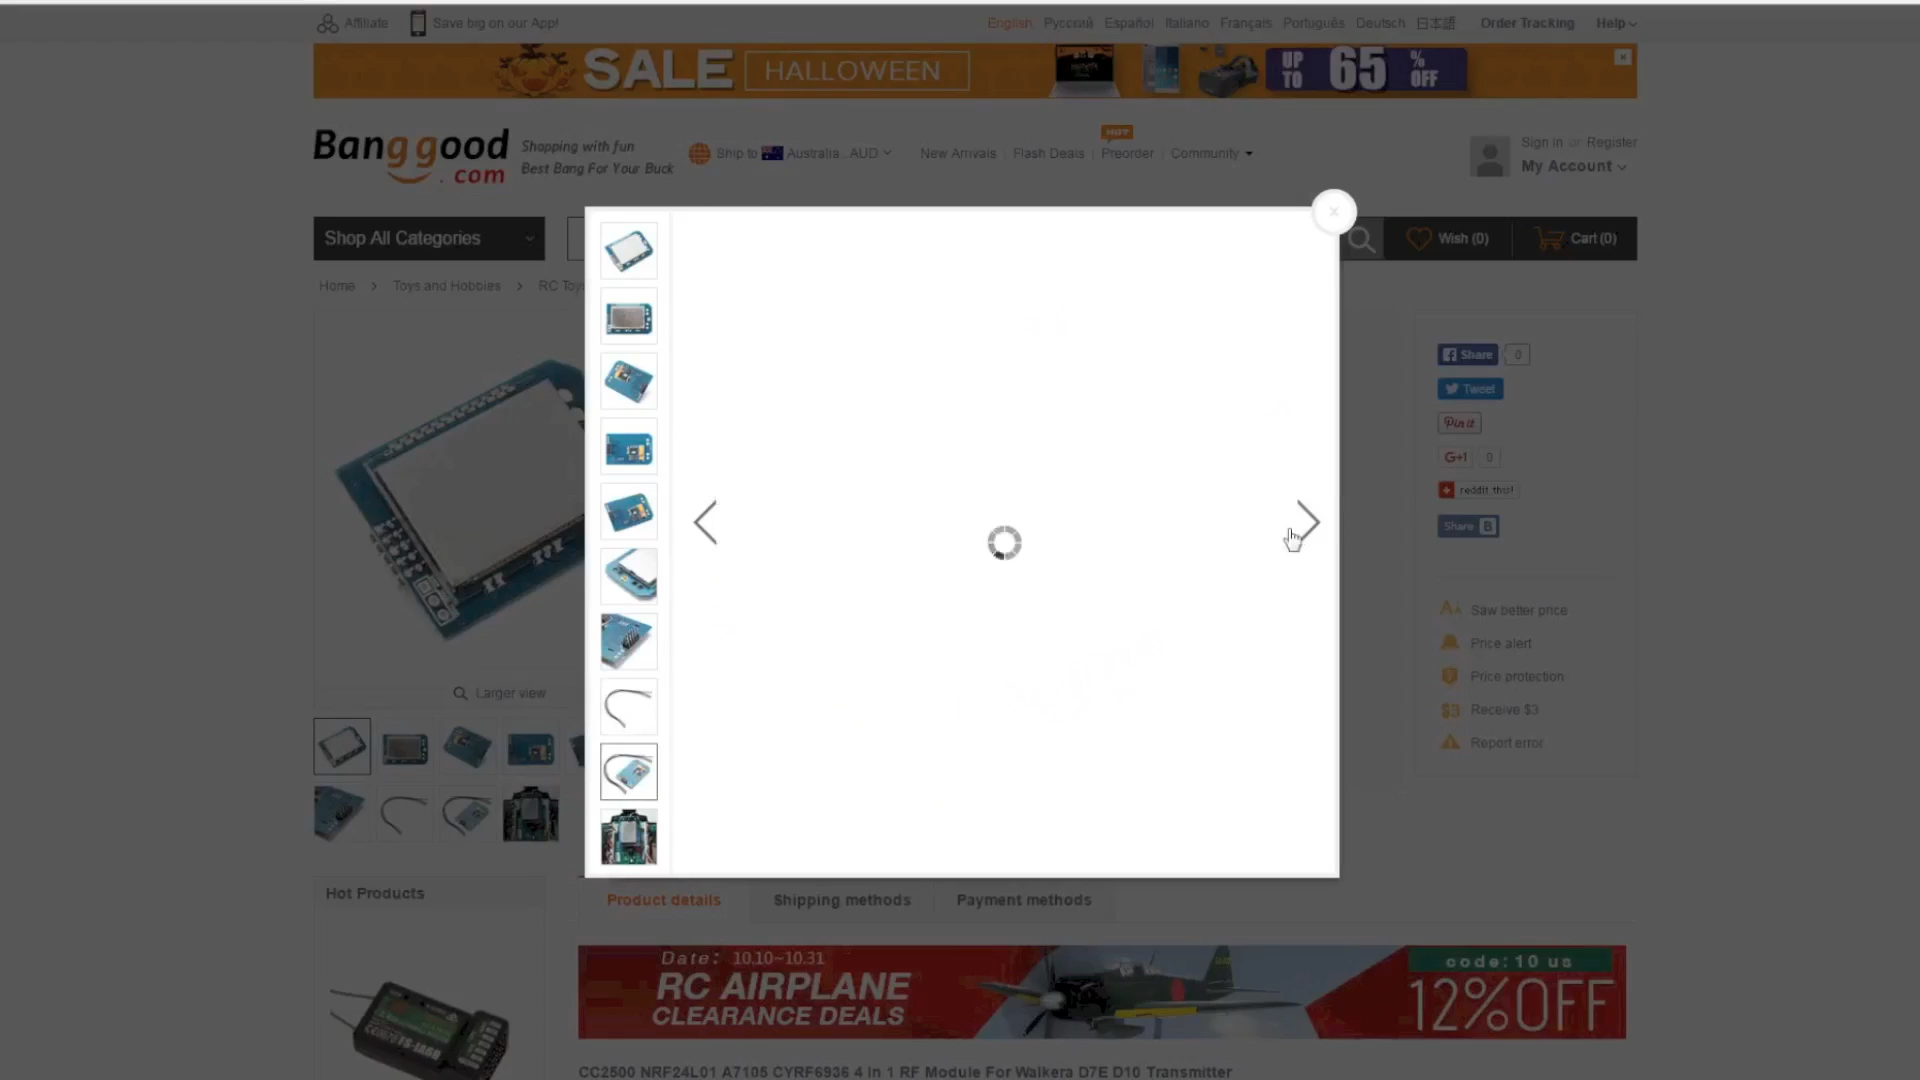 Affiliate Save big on our App! English Русский Español Italiano Français Português Deutsch 日本語 Order Tracking Help
SALE HALLOWEEN UP TO 65 % OFF
Banggood .com Shopping with fun
Best Bang For Your Buck
Ship to Australia , AUD New Arrivals Flash Deals Preorder Community
HOT
Sign in or Register
My Account
Shop All Categories Wish (0) Cart (0)
Home > Toys and Hobbies > RC Toy
Share 0
Tweet
Pin it
G+1 0
reddit this!
Share B
Saw better price
Price alert
Price protection
$3 Receive $3
Report error
Larger view
Hot Products
Product details Shipping methods Payment methods
Date: 10.10-10.31
RC AIRPLANE
CLEARANCE DEALS
code:10 us
12%OFF
CC2500 NRF24L01 A7105 CYRF6936 4 In 1 RF Module For Walkera D7E D10 Transmitter